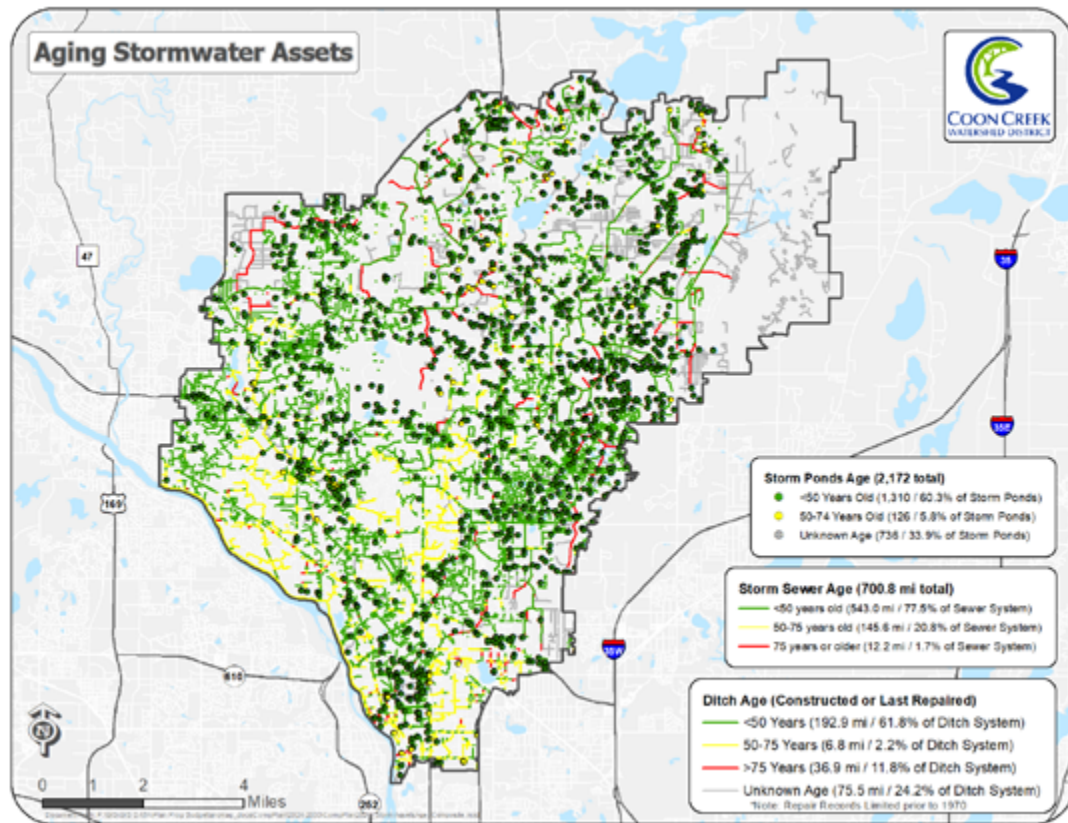 Aging Stormwater Assets
COON CREEK
WATERSHED DISTRICT
47
35
35E
169
Storm Ponds Age (2,172 total)
<50 Years Old (1,310 / 60.3% of Storm Ponds)
50-74 Years Old (126 / 5.8% of Storm Ponds)
Unknown Age (736 / 33.9% of Storm Ponds)
Storm Sewer Age (700.8 mi total)
<50 years old (543.0 mi / 77.5% of Sewer System)
50-75 years old (145.6 mi / 20.8% of Sewer System)
75 years or older (12.2 mi / 1.7% of Sewer System)
35W
610
Ditch Age (Constructed or Last Repaired)
<50 Years (192.9 mi / 61.8% of Ditch System)
50-75 Years (6.8 mi / 2.2% of Ditch System)
>75 Years (36.9 mi / 11.8% of Ditch System)
Unknown Age (75.5 mi / 24.2% of Ditch System)
*Note: Repair Records Limited prior to 1970
N
0 1 2 4
Miles
252